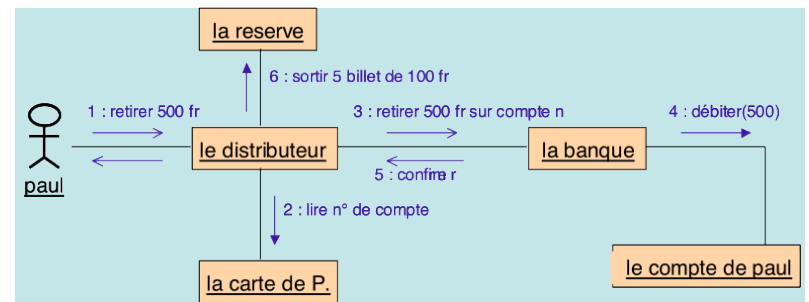 la reserve
6 : sortir 5 billet de 100 fr
1 : retirer 500 fr
3 : retirer 500 fr sur compte n
4 : débiter(500)
le distributeur
la banque
paul
5 : confirmer
2 : lire n° de compte
la carte de P.
le compte de paul